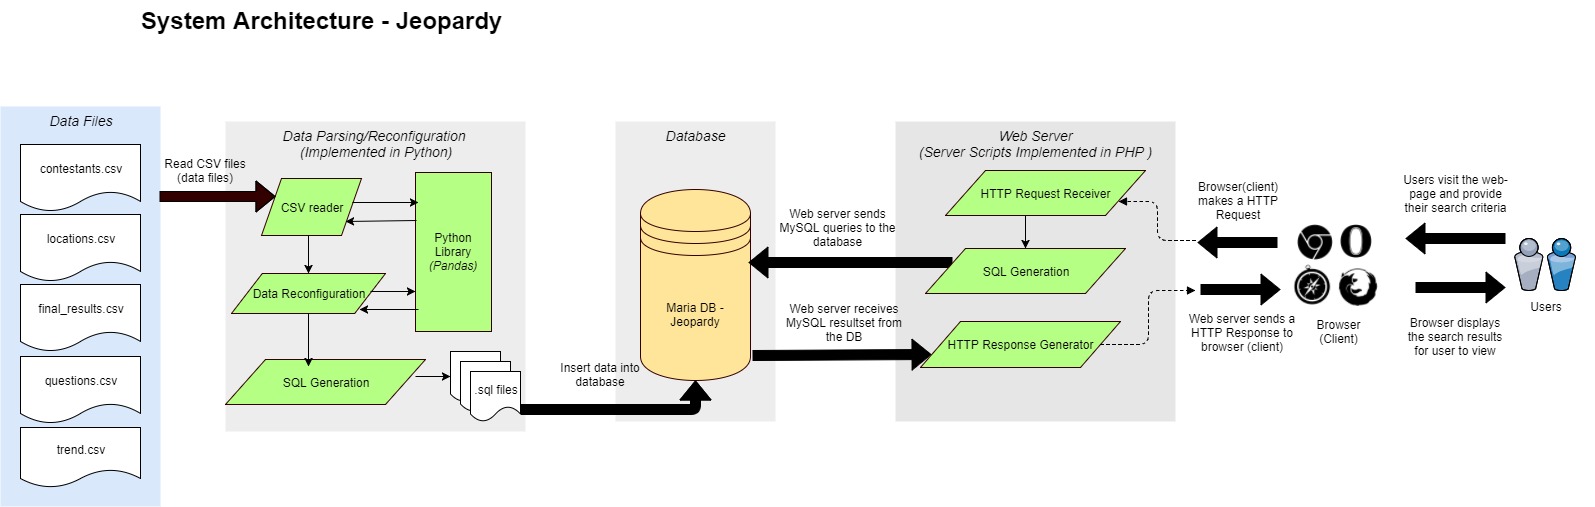 System Architecture - Jeopardy
Data Files
contestants.csv
locations.csv
final_results.csv
questions.csv
trend.csv
Read CSV files
(data files)
Data Parsing/Reconfiguration
(Implemented in Python)
CSV reader
Python
Library
(Pandas)
Data Reconfiguration
SQL Generation
.sql files
Insert data into
database
Database
Maria DB -
Jeopardy
Web server sends
MySQL queries to the
database
Web server receives
MySQL resultset from
the DB
Web Server
(Server Scripts Implemented in PHP )
HTTP Request Receiver
SQL Generation
HTTP Response Generator
Browser(client)
makes a HTTP
Request
Web server sends a
HTTP Response to
browser (client)
Browser
(Client)
Users visit the web-
page and provide
their search criteria
Browser displays
the search results
for user to view
Users